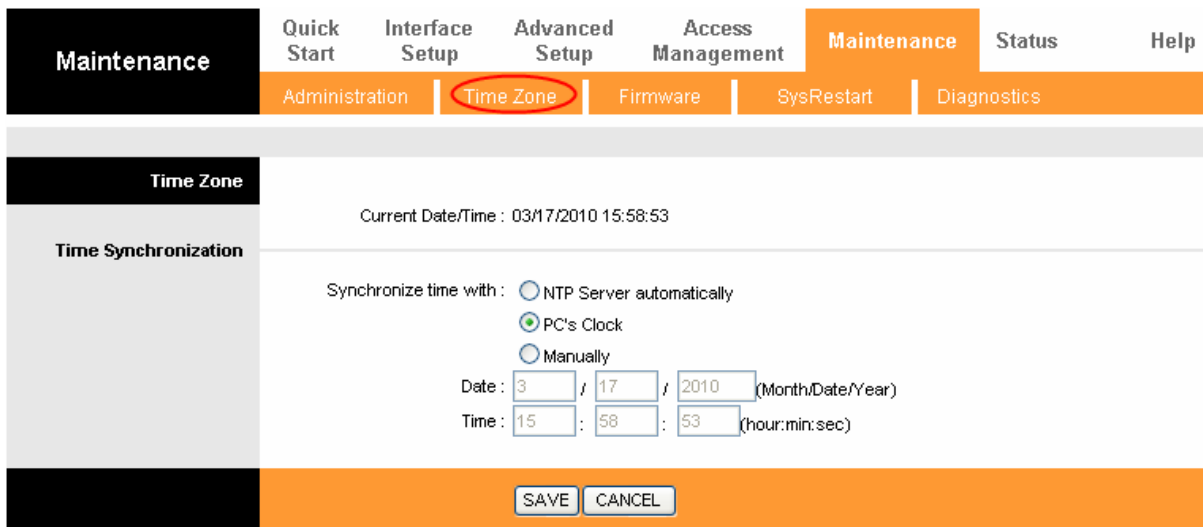 Maintenance
Quick Start
Interface Setup
Advanced Setup
Access Management
Maintenance
Status
Help
Administration
Time Zone
Firmware
SysRestart
Diagnostics
Time Zone
Current Date/Time : 03/17/2010 15:58:53
Time Synchronization
Synchronize time with : NTP Server automatically
PC's Clock
Manually
Date : 3 / 17 / 2010 (Month/Date/Year)
Time : 15 : 58 : 53 (hour:min:sec)
SAVE CANCEL